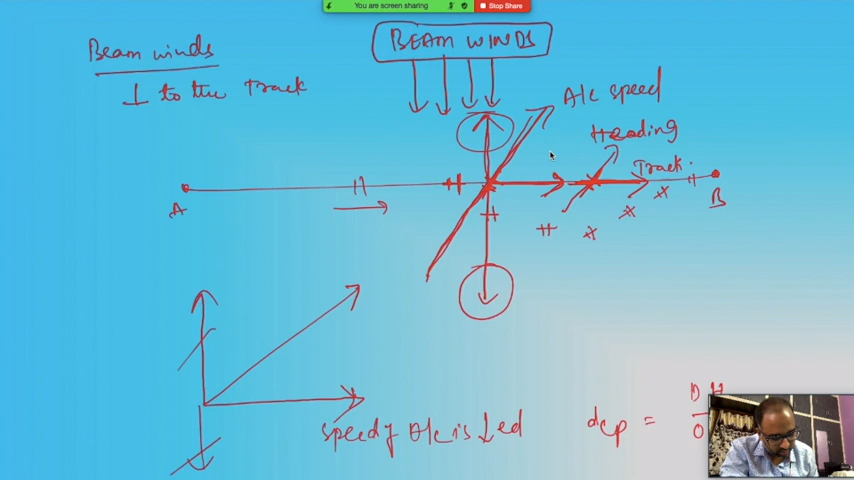 You are screen sharing
Stop Share
BEAM WINDS
Beam winds
⊥ to the Track
A/c speed
Heading
Track.
A
B
speed of A/c is ↓ed
dcp =
D H
O